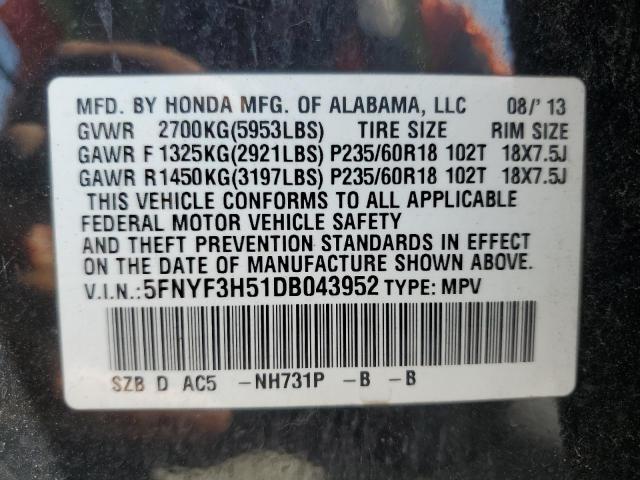 MFD. BY HONDA MFG. OF ALABAMA, LLC 08/'13
GVWR 2700KG(5953LBS) TIRE SIZE RIM SIZE
GAWR F 1325KG(2921LBS) P235/60R18 102T 18X7.5J
GAWR R1450KG(3197LBS) P235/60R18 102T 18X7.5J
THIS VEHICLE CONFORMS TO ALL APPLICABLE
FEDERAL MOTOR VEHICLE SAFETY
AND THEFT PREVENTION STANDARDS IN EFFECT
ON THE DATE OF MANUFACTURE SHOWN ABOVE.
V.I.N.:5FNYF3H51DB043952 TYPE: MPV
SZB D AC5 -NH731P -B -B